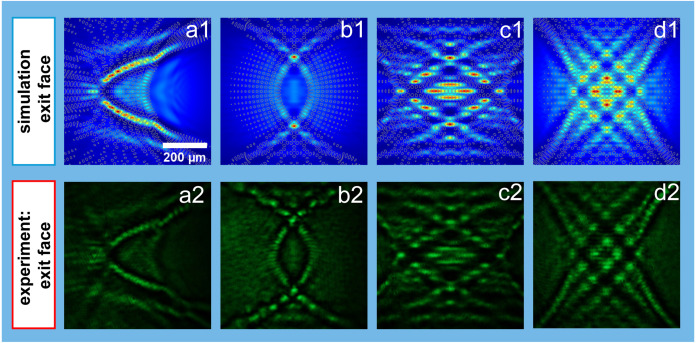 simulation
exit face
a1
b1
c1
d1
200 µm
experiment:
exit face
a2
b2
c2
d2